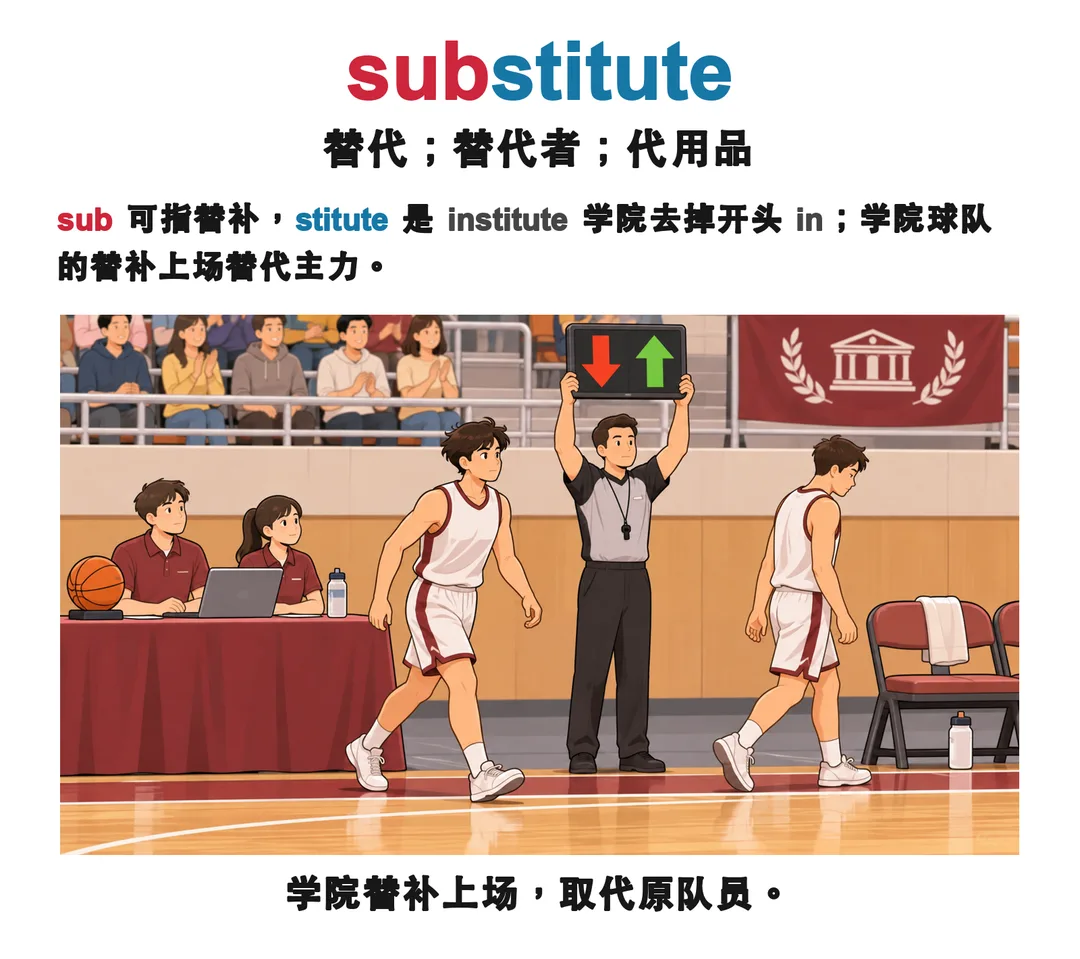 substitute
替代；替代者；代用品
sub 可指替补，stitute 是 institute 学院去掉开头 in；学院球队
的替补上场替代主力。
学院替补上场，取代原队员。